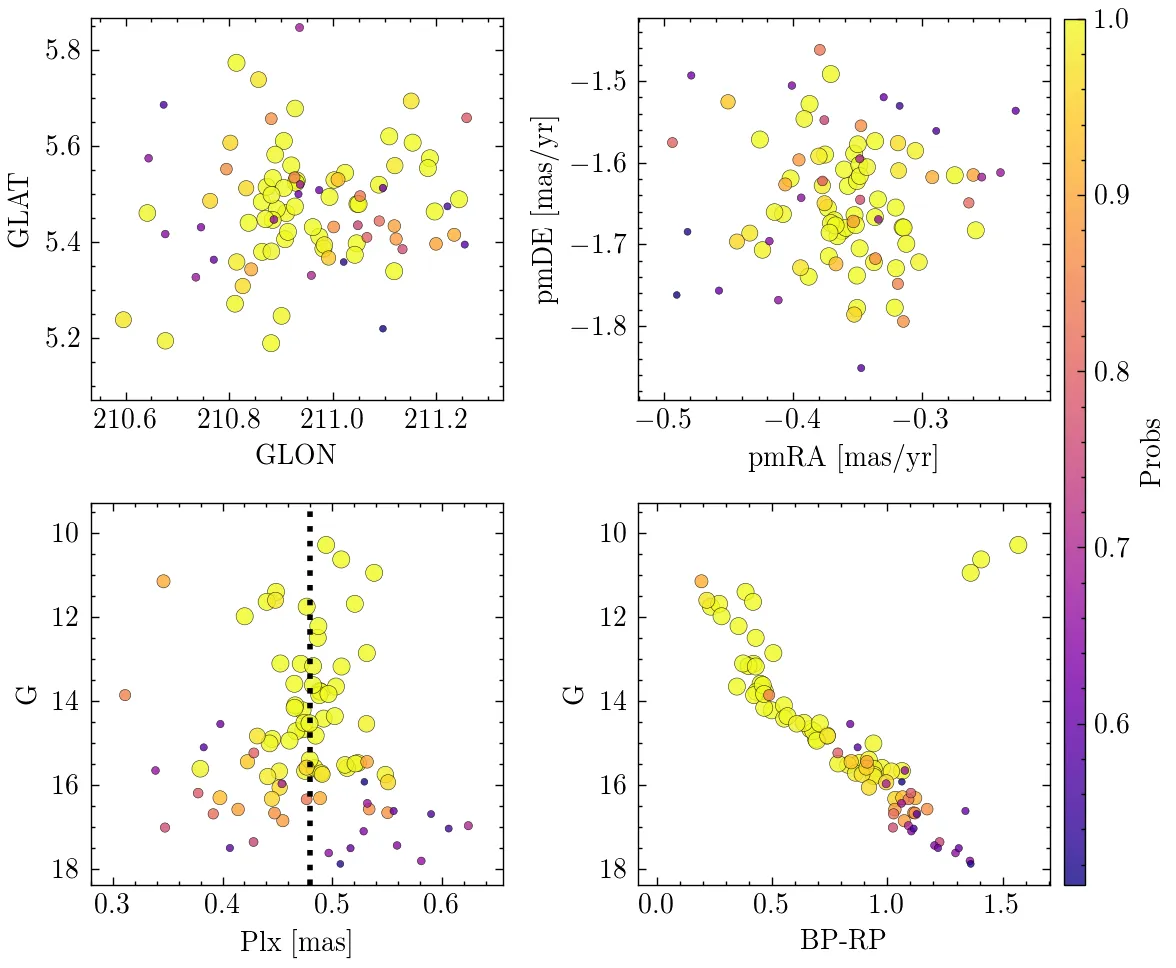 5.8
5.6
5.4
5.2
GLAT
210.6 210.8 211.0 211.2
GLON
−1.5
−1.6
−1.7
−1.8
pmDE [mas/yr]
−0.5 −0.4 −0.3
pmRA [mas/yr]
1.0
0.9
0.8
0.7
0.6
Probs
10
12
14
16
18
G
0.3 0.4 0.5 0.6
Plx [mas]
10
12
14
16
18
G
0.0 0.5 1.0 1.5
BP-RP